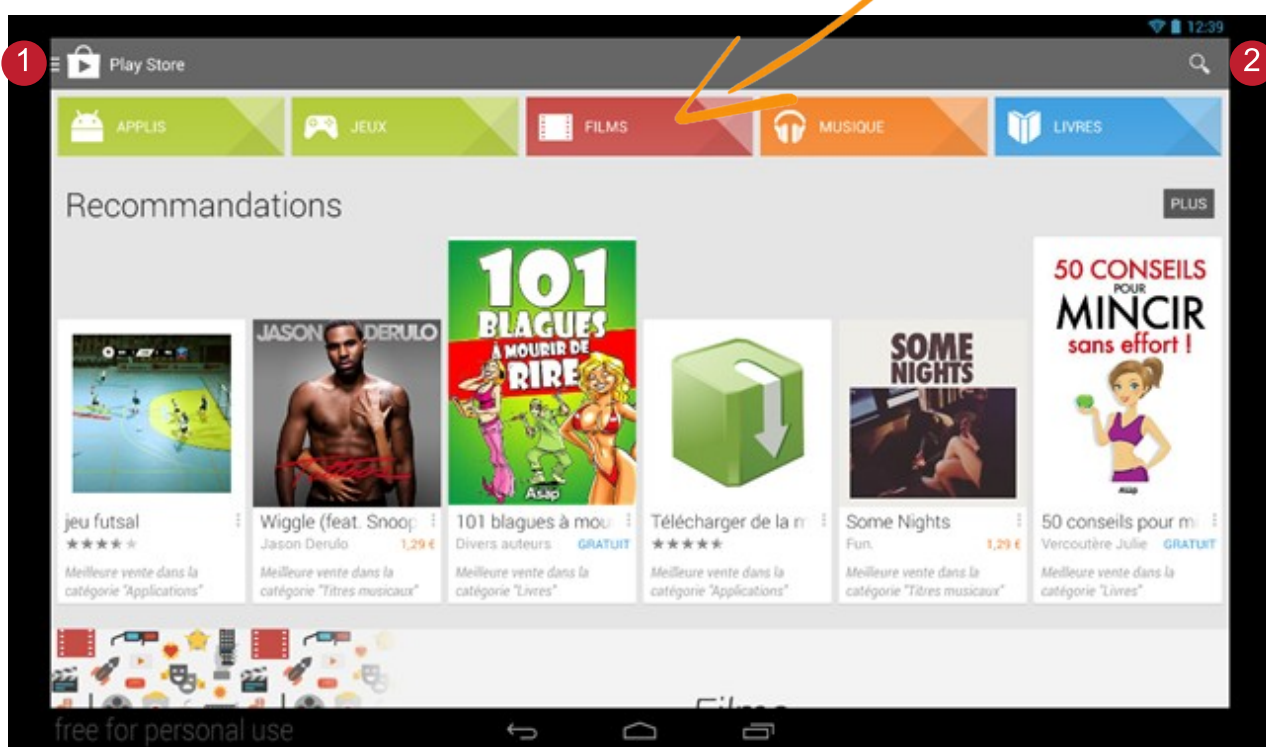 12:39
1
Play Store
2
APPLIS
JEUX
FILMS
MUSIQUE
LIVRES
Recommandations
PLUS
JASON DERULO
101
BLAGUES
À MOURIR DE
RIRE
Asap
SOME
NIGHTS
50 CONSEILS
POUR
MINCIR
sans effort !
Asap
jeu futsal
Wiggle (feat. Snoop
Jason Derulo 1,29 €
101 blagues à mou
Divers auteurs GRATUIT
Télécharger de la m
Some Nights
Fun. 1,29 €
50 conseils pour m
Vercoutère Julie GRATUIT
Meilleure vente dans la
catégorie "Applications"
Meilleure vente dans la
catégorie "Titres musicaux"
Meilleure vente dans la
catégorie "Livres"
Meilleure vente dans la
catégorie "Applications"
Meilleure vente dans la
catégorie "Titres musicaux"
Meilleure vente dans la
catégorie "Livres"
Films
free for personal use